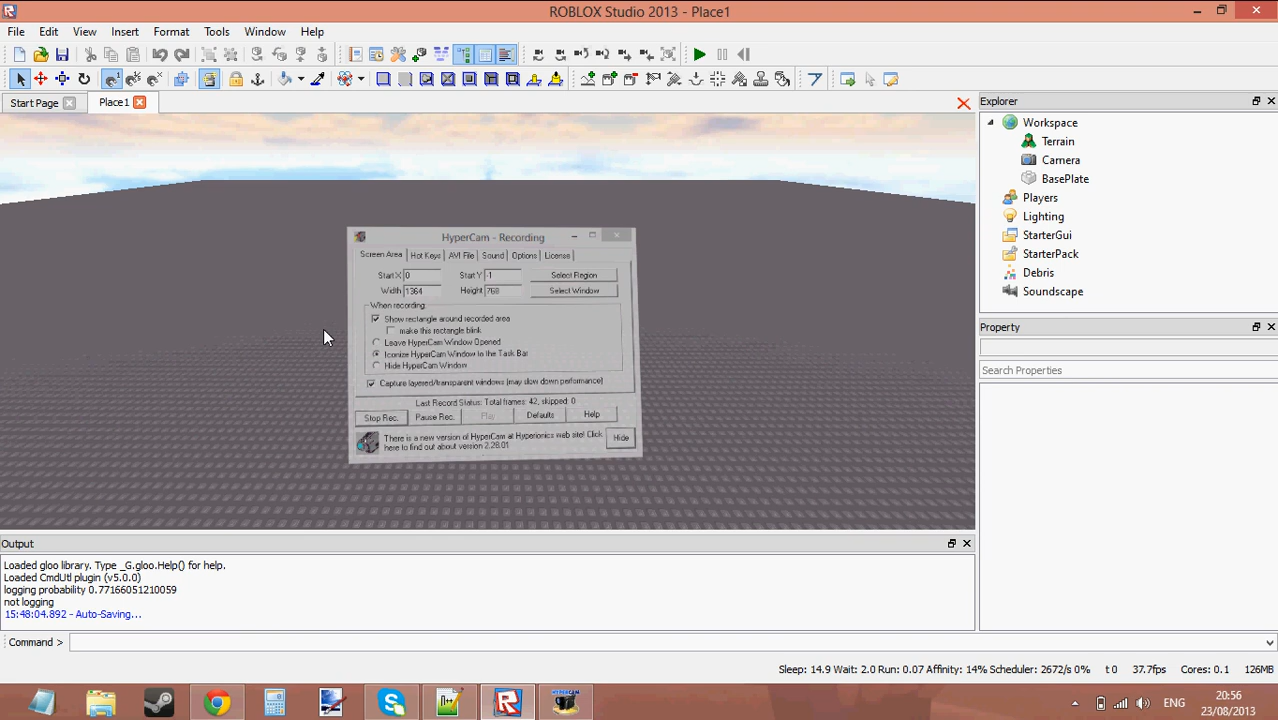 ROBLOX Studio 2013 - Place1
File Edit View Insert Format Tools Window Help
Start Page Place1
HyperCam - Recording
Screen Area Hot Keys AVI File Sound Options License
Start X 0 Start Y -1 Select Region
Width 1364 Height 768 Select Window
When recording:
Show rectangle around recorded area
make this rectangle blink
Leave HyperCam Window Opened
Iconize HyperCam Window to the Task Bar
Hide HyperCam Window
Capture layered/transparent windows (may slow down performance)
Last Record Status: Total frames: 42, skipped: 0
Stop Rec. Pause Rec. Play Defaults Help
There is a new version of HyperCam at Hyperionics web site! Click
here to find out about version 2.28.01
Hide
Explorer
Workspace
Terrain
Camera
BasePlate
Players
Lighting
StarterGui
StarterPack
Debris
Soundscape
Property
Search Properties
Output
Loaded gloo library. Type _G.gloo.Help() for help.
Loaded CmdUtl plugin (v5.0.0)
logging probability 0.77166051210059
not logging
15:48:04.892 - Auto-Saving...
Command >
Sleep: 14.9 Wait: 2.0 Run: 0.07 Affinity: 14% Scheduler: 2672/s 0% t 0 37.7fps Cores: 0.1 126MB
HYPERCAM
ENG
20:56
23/08/2013